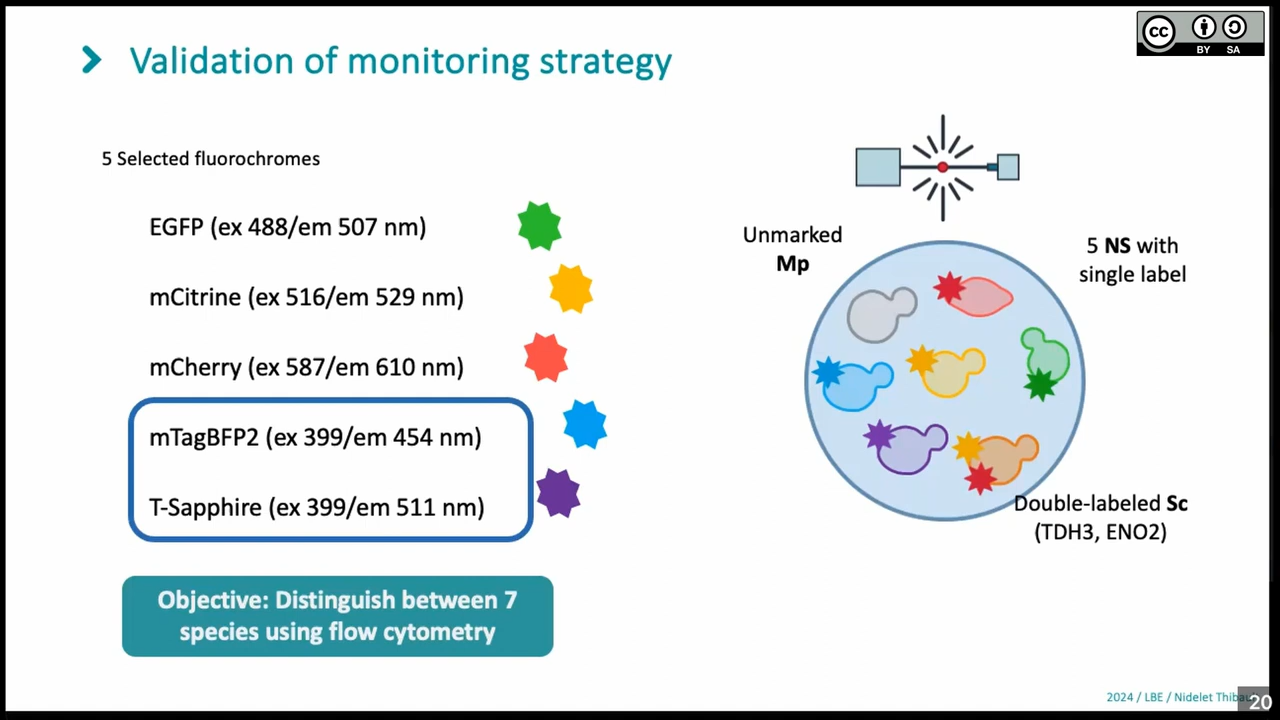 Validation of monitoring strategy
cc
BY SA
5 Selected fluorochromes
EGFP (ex 488/em 507 nm)
mCitrine (ex 516/em 529 nm)
mCherry (ex 587/em 610 nm)
mTagBFP2 (ex 399/em 454 nm)
T-Sapphire (ex 399/em 511 nm)
Objective: Distinguish between 7
species using flow cytometry
Unmarked
Mp
5 NS with
single label
Double-labeled Sc
(TDH3, ENO2)
2024 / LBE / Nidelet
20